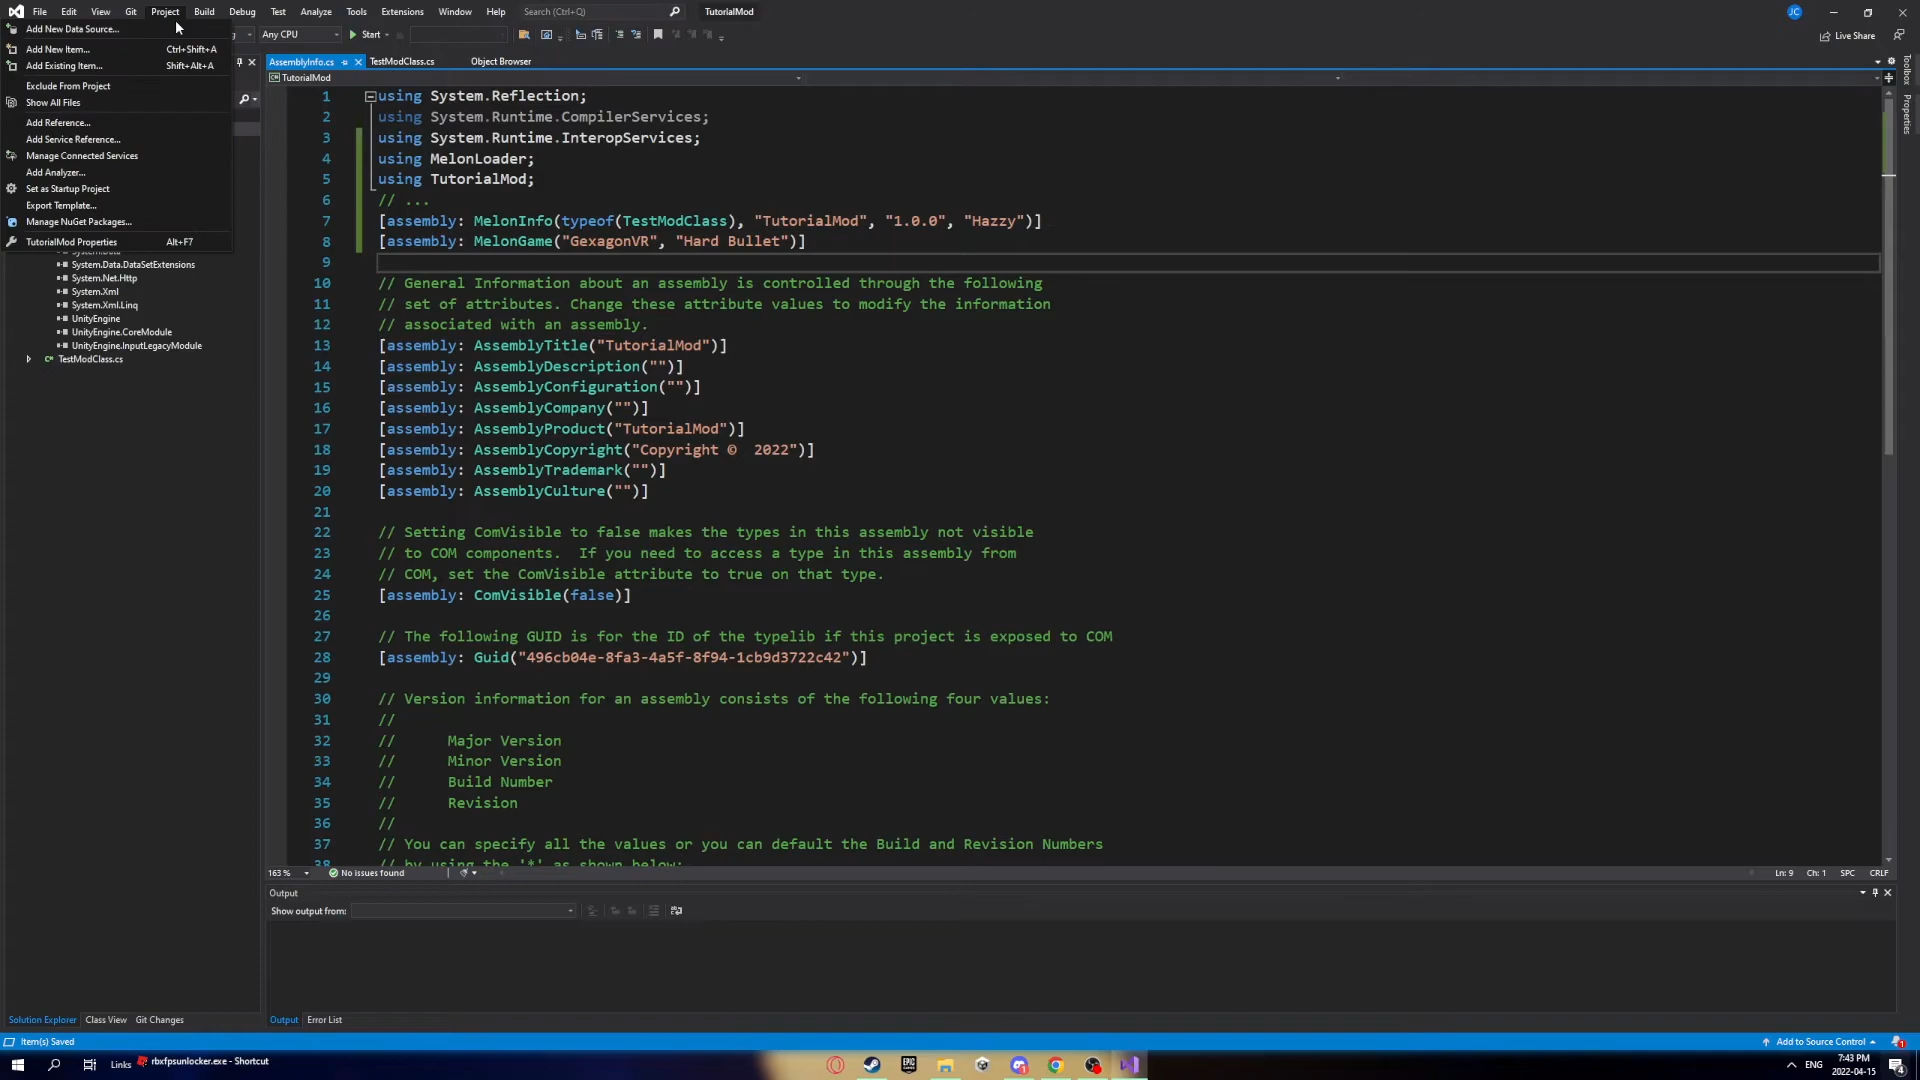 File Edit View Git Project Build Debug Test Analyze Tools Extensions Window Help Search (Ctrl+Q) TutorialMod JC
Any CPU Start Live Share
Add New Data Source...
Add New Item... Ctrl+Shift+A
Add Existing Item... Shift+Alt+A
Exclude From Project
Show All Files
Add Reference...
Add Service Reference...
Manage Connected Services
Add Analyzer...
Set as Startup Project
Export Template...
Manage NuGet Packages...
TutorialMod Properties Alt+F7
System.Data.DataSetExtensions
System.Net.Http
System.Xml
System.Xml.Linq
UnityEngine
UnityEngine.CoreModule
UnityEngine.InputLegacyModule
TestModClass.cs
AssemblyInfo.cs TestModClass.cs Object Browser
TutorialMod
1 using System.Reflection;
2 using System.Runtime.CompilerServices;
3 using System.Runtime.InteropServices;
4 using MelonLoader;
5 using TutorialMod;
6 // ...
7 [assembly: MelonInfo(typeof(TestModClass), "TutorialMod", "1.0.0", "Hazzy")]
8 [assembly: MelonGame("GexagonVR", "Hard Bullet")]
9
10 // General Information about an assembly is controlled through the following
11 // set of attributes. Change these attribute values to modify the information
12 // associated with an assembly.
13 [assembly: AssemblyTitle("TutorialMod")]
14 [assembly: AssemblyDescription("")]
15 [assembly: AssemblyConfiguration("")]
16 [assembly: AssemblyCompany("")]
17 [assembly: AssemblyProduct("TutorialMod")]
18 [assembly: AssemblyCopyright("Copyright ©  2022")]
19 [assembly: AssemblyTrademark("")]
20 [assembly: AssemblyCulture("")]
21
22 // Setting ComVisible to false makes the types in this assembly not visible
23 // to COM components.  If you need to access a type in this assembly from
24 // COM, set the ComVisible attribute to true on that type.
25 [assembly: ComVisible(false)]
26
27 // The following GUID is for the ID of the typelib if this project is exposed to COM
28 [assembly: Guid("496cb04e-8fa3-4a5f-8f94-1cb9d3722c42")]
29
30 // Version information for an assembly consists of the following four values:
31 //
32 //      Major Version
33 //      Minor Version
34 //      Build Number
35 //      Revision
36 //
37 // You can specify all the values or you can default the Build and Revision Numbers
38 // by using the '*' as shown below:
Toolbox
Properties
163 % No issues found Ln: 9 Ch: 1 SPC CRLF
Output
Show output from:
Solution Explorer Class View Git Changes Output Error List
Item(s) Saved Add to Source Control 1
Links rbxfpsunlocker.exe - Shortcut ENG 7:43 PM
2022-04-15 4